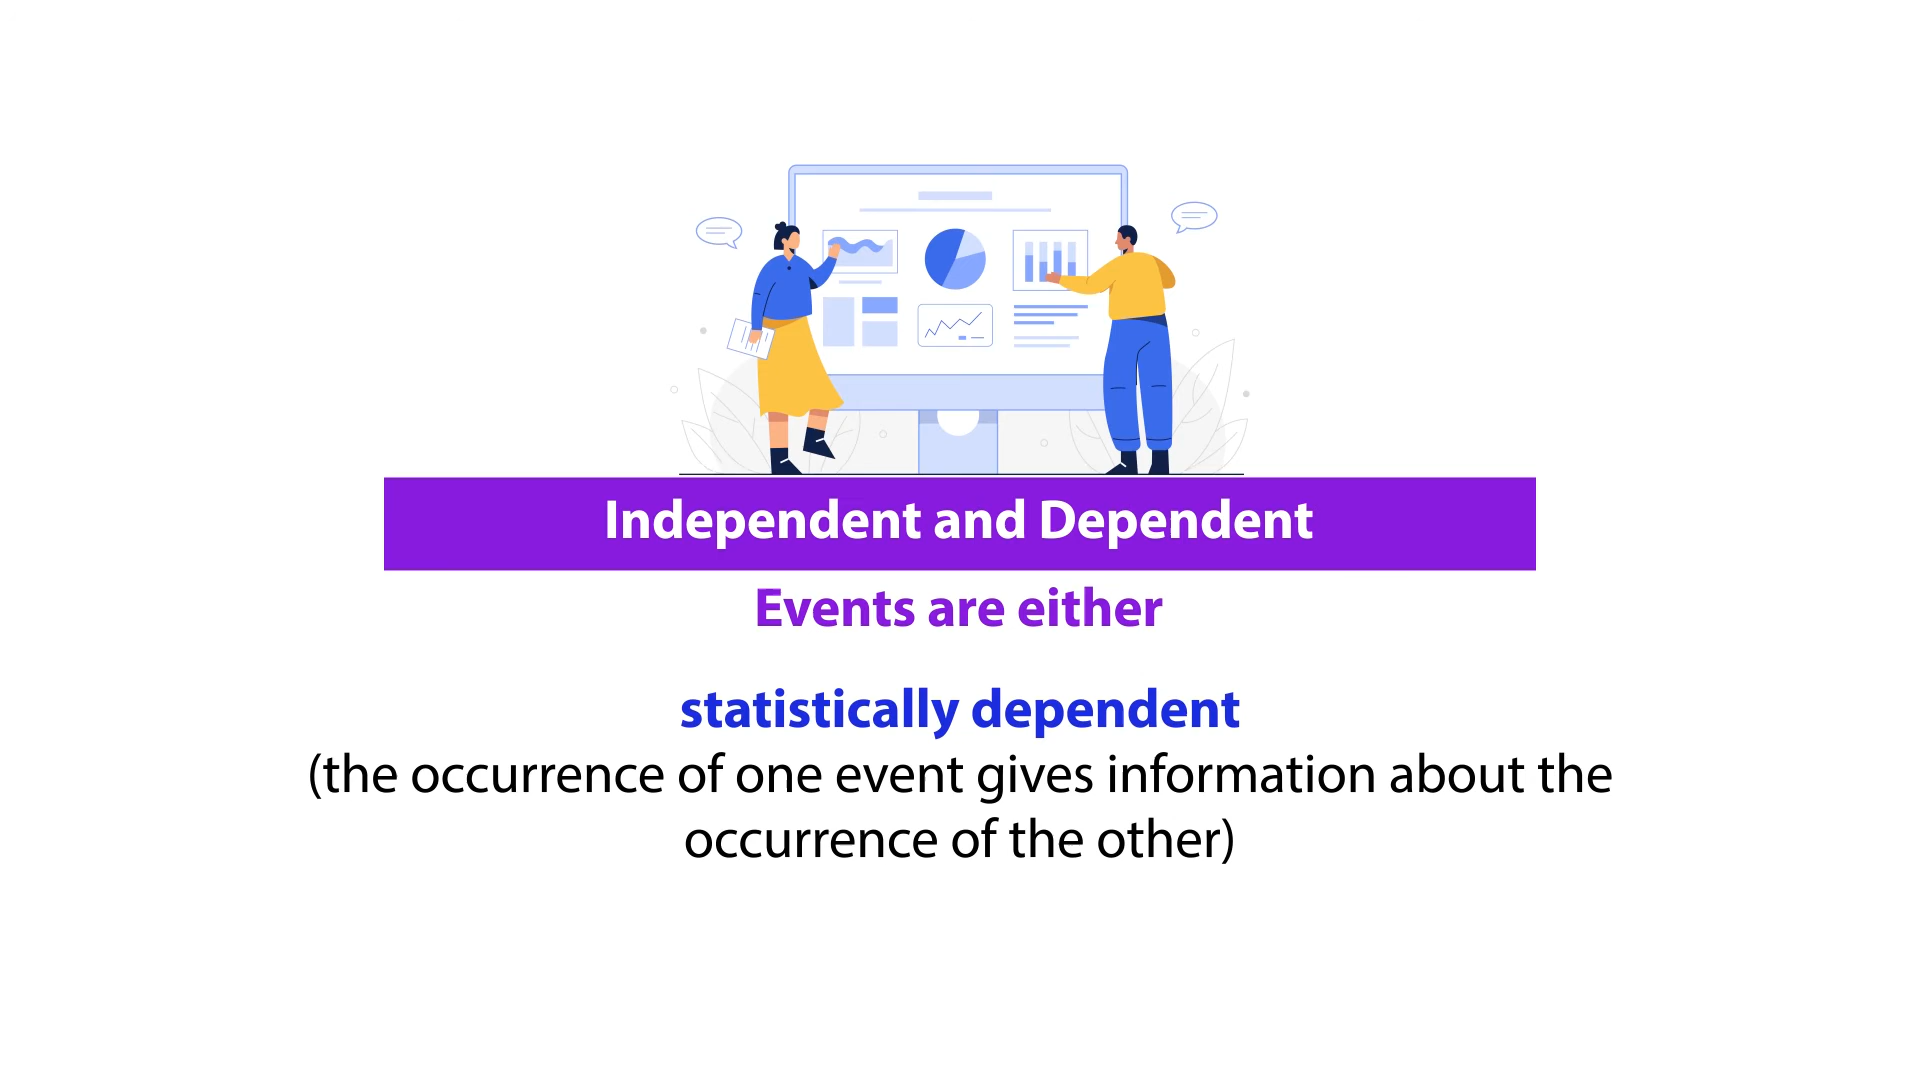 Independent and Dependent
Events are either
statistically dependent
(the occurrence of one event gives information about the
occurrence of the other)